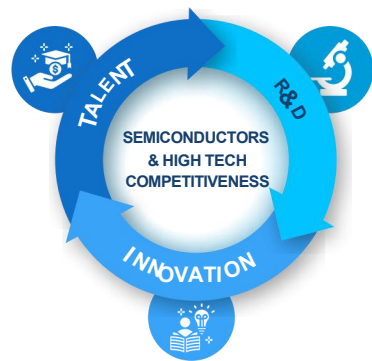 TALENT
R&D
SEMICONDUCTORS
& HIGH TECH
COMPETITIVENESS
INNOVATION
$